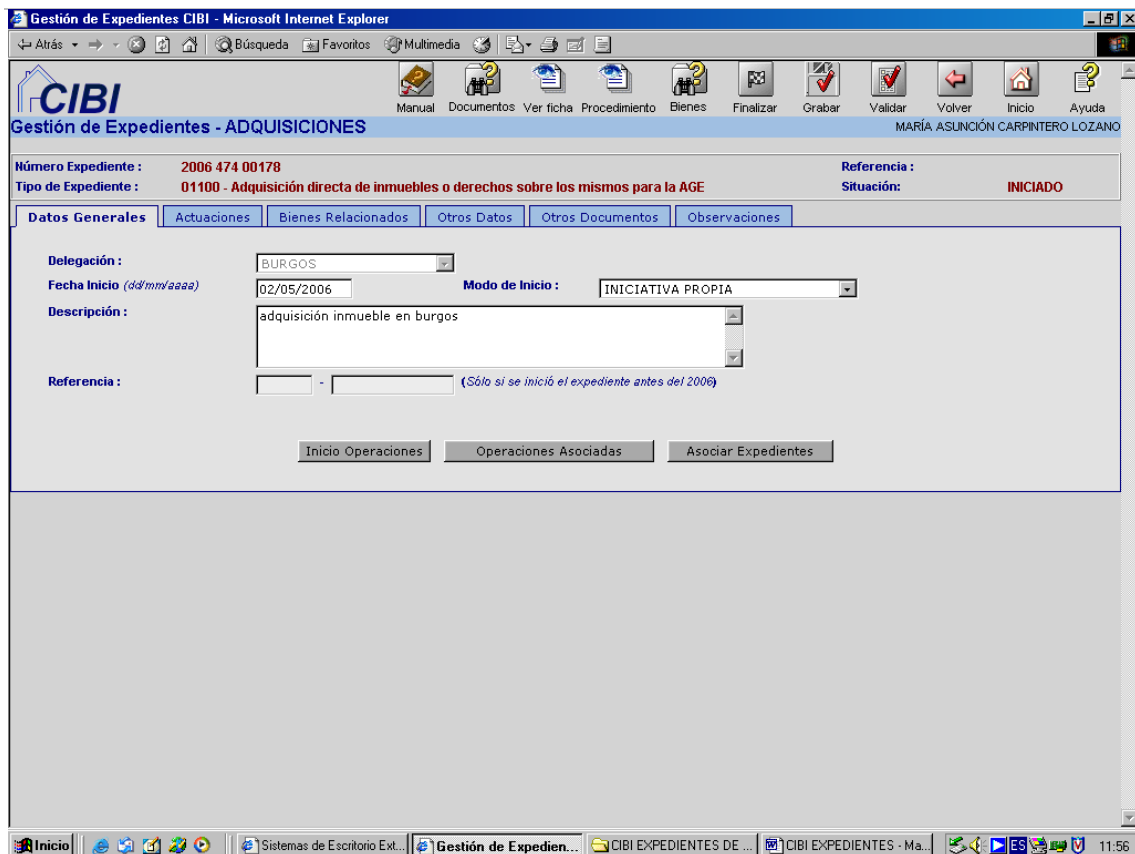 Gestión de Expedientes CIBI - Microsoft Internet Explorer
Atrás Búsqueda Favoritos Multimedia
CIBI
Manual Documentos Ver ficha Procedimiento Bienes Finalizar Grabar Validar Volver Inicio Ayuda
Gestión de Expedientes - ADQUISICIONES MARÍA ASUNCIÓN CARPINTERO LOZANO
Número Expediente : 2006 474 00178 Referencia :
Tipo de Expediente : 01100 - Adquisición directa de inmuebles o derechos sobre los mismos para la AGE Situación: INICIADO
Datos Generales Actuaciones Bienes Relacionados Otros Datos Otros Documentos Observaciones
Delegación : BURGOS
Fecha Inicio (dd/mm/aaaa) 02/05/2006 Modo de Inicio : INICIATIVA PROPIA
Descripción : adquisición inmueble en burgos
Referencia : - (Sólo si se inició el expediente antes del 2006)
Inicio Operaciones Operaciones Asociadas Asociar Expedientes
Inicio Sistemas de Escritorio Ext... Gestión de Expedien... CIBI EXPEDIENTES DE ... CIBI EXPEDIENTES - Ma... ES 11:56